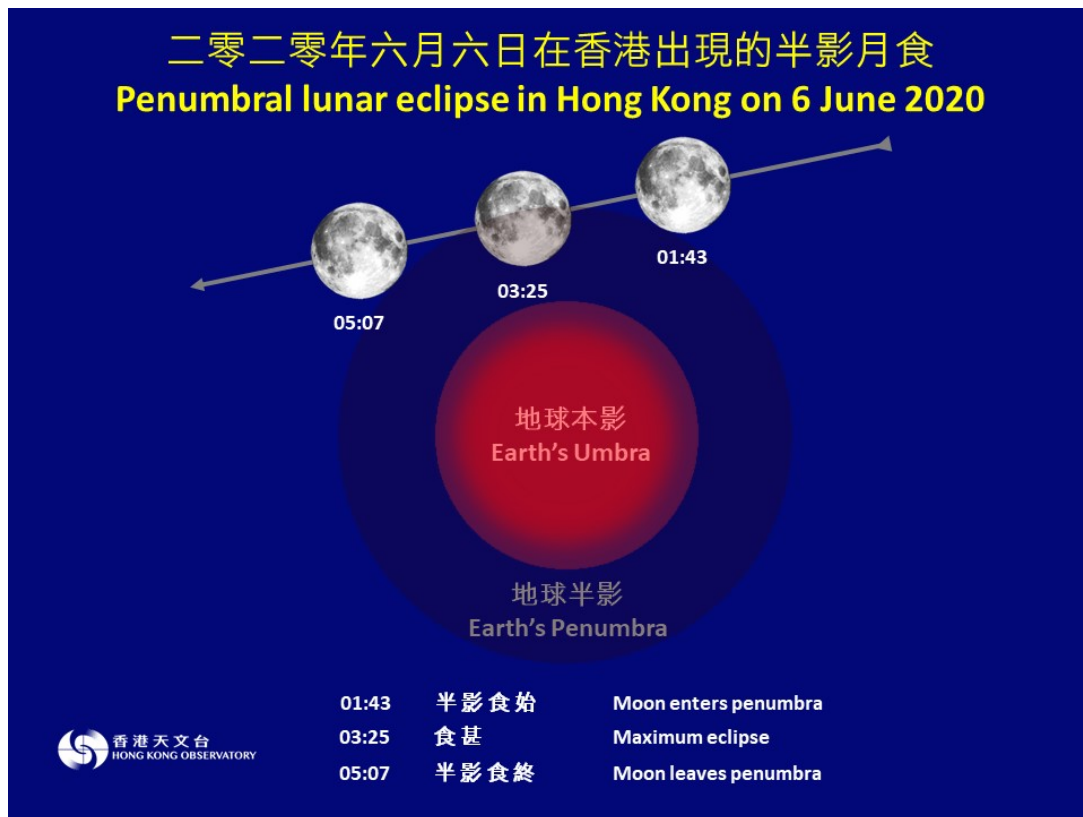 二零二零年六月六日在香港出現的半影月食
Penumbral lunar eclipse in Hong Kong on 6 June 2020
01:43
03:25
05:07
地球本影
Earth's Umbra
地球半影
Earth's Penumbra
01:43 半影食始 Moon enters penumbra
03:25 食甚 Maximum eclipse
05:07 半影食終 Moon leaves penumbra
香港天文台
HONG KONG OBSERVATORY